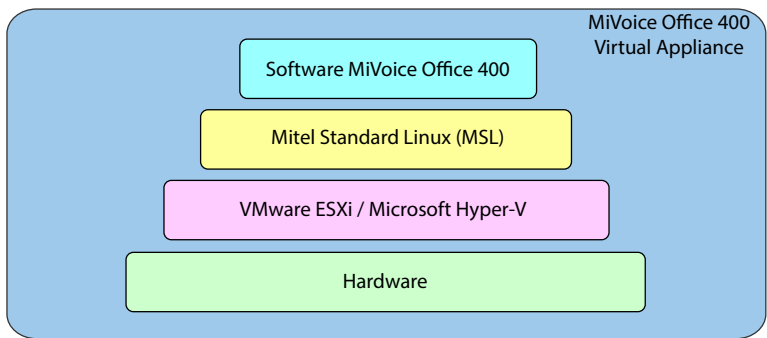 MiVoice Office 400
Virtual Appliance
Software MiVoice Office 400
Mitel Standard Linux (MSL)
VMware ESXi / Microsoft Hyper-V
Hardware